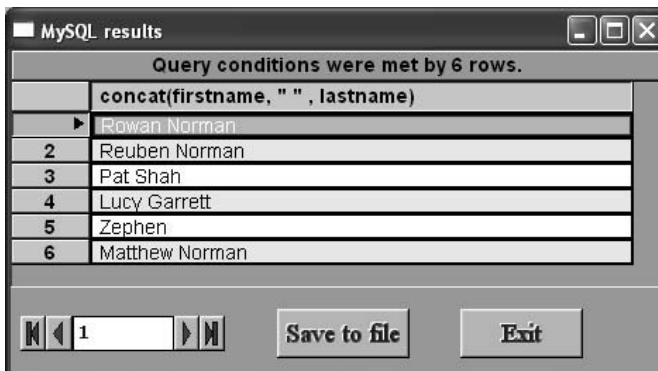 MySQL results
Query conditions were met by 6 rows.
concat(firstname, " " , lastname)
Rowan Norman
2 Reuben Norman
3 Pat Shah
4 Lucy Garrett
5 Zephen
6 Matthew Norman
1 Save to file Exit